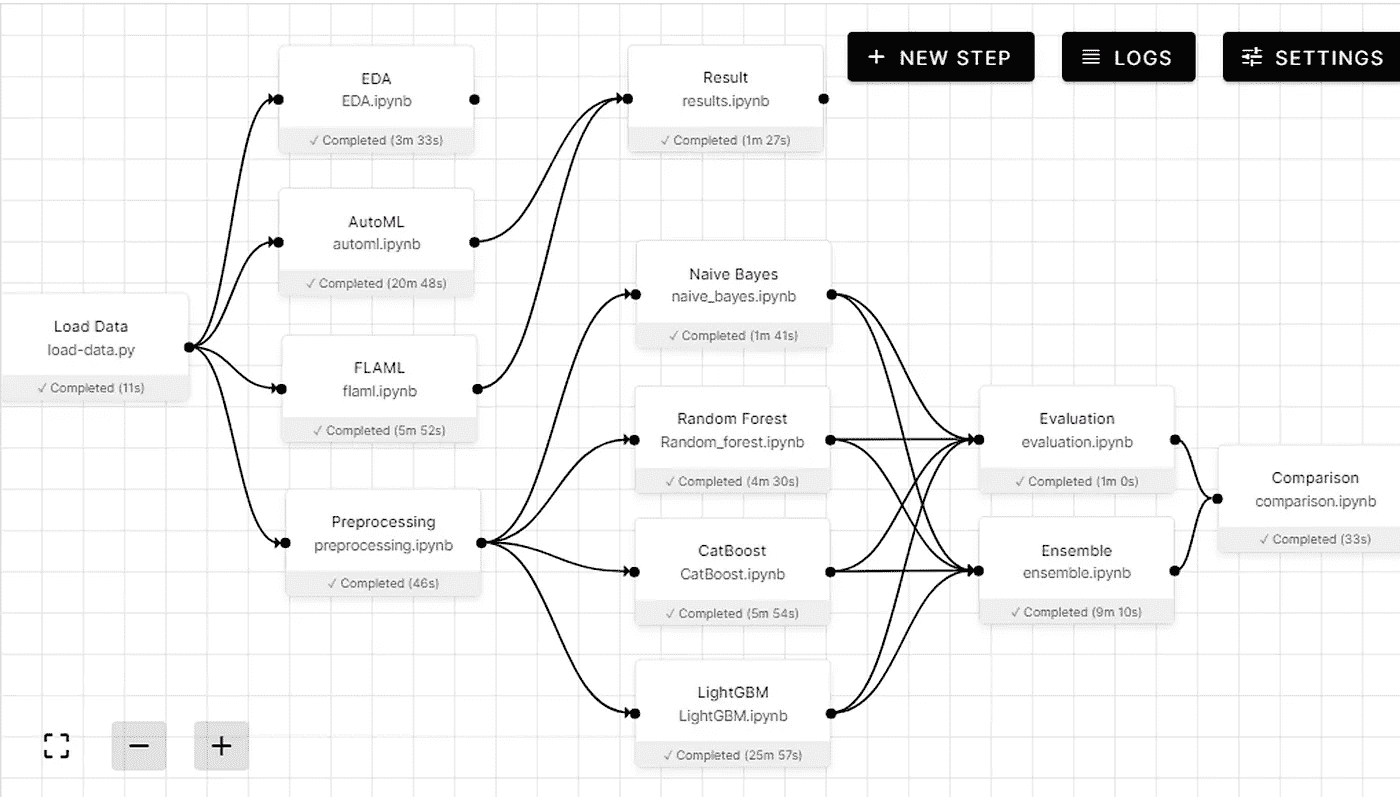 NEW STEP
LOGS
SETTINGS
EDA
EDA.ipynb
✓ Completed (3m 33s)
Result
results.ipynb
✓ Completed (1m 27s)
AutoML
automl.ipynb
✓ Completed (20m 48s)
Naive Bayes
naive_bayes.ipynb
✓ Completed (1m 41s)
Load Data
load-data.py
✓ Completed (11s)
FLAML
flaml.ipynb
✓ Completed (5m 52s)
Random Forest
Random_forest.ipynb
✓ Completed (4m 30s)
Evaluation
evaluation.ipynb
✓ Completed (1m 0s)
Comparison
comparison.ipynb
✓ Completed (33s)
Preprocessing
preprocessing.ipynb
✓ Completed (46s)
CatBoost
CatBoost.ipynb
✓ Completed (5m 54s)
Ensemble
ensemble.ipynb
✓ Completed (9m 10s)
LightGBM
LightGBM.ipynb
✓ Completed (25m 57s)